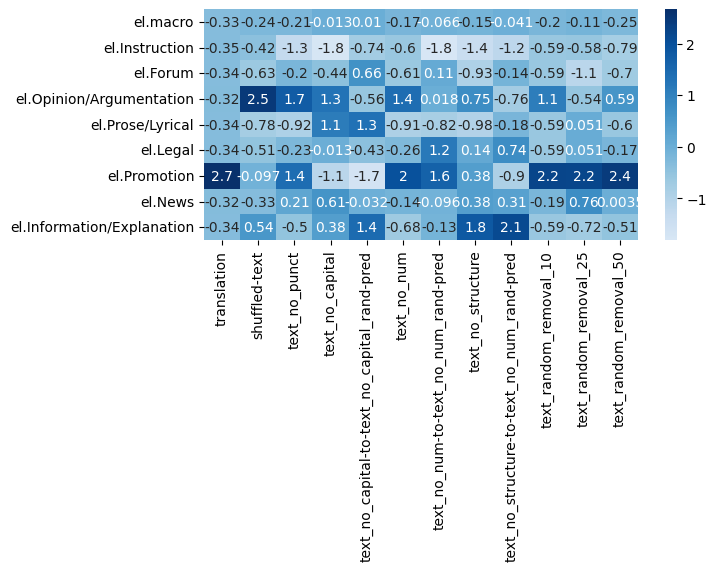 el.macro -0.33 -0.24 -0.21 -0.013 -0.01 -0.17 -0.066 -0.15 -0.041 -0.2 -0.11 -0.25
el.Instruction -0.35 -0.42 -1.3 -1.8 -0.74 -0.6 -1.8 -1.4 -1.2 -0.59 -0.58 -0.79
el.Forum -0.34 -0.63 -0.2 -0.44 0.66 -0.61 0.11 -0.93 -0.14 -0.59 -1.1 -0.7
el.Opinion/Argumentation -0.32 2.5 1.7 1.3 -0.56 1.4 0.018 0.75 -0.76 1.1 -0.54 0.59
el.Prose/Lyrical -0.34 -0.78 -0.92 1.1 1.3 -0.91 -0.82 -0.98 -0.18 -0.59 0.051 -0.6
el.Legal -0.34 -0.51 -0.23 -0.013 -0.43 -0.26 1.2 0.14 0.74 -0.59 0.051 -0.17
el.Promotion 2.7 -0.097 1.4 -1.1 -1.7 2 1.6 0.38 -0.9 2.2 2.2 2.4
el.News -0.32 -0.33 0.21 0.61 -0.032 -0.14 -0.096 0.38 0.31 -0.19 0.76 -0.0035
el.Information/Explanation -0.34 0.54 -0.5 0.38 1.4 -0.68 -0.13 1.8 2.1 -0.59 -0.72 -0.51
translation
shuffled-text
text_no_punct
text_no_capital
text_no_capital-to-text_no_capital_rand-pred
text_no_num
text_no_num-to-text_no_num_rand-pred
text_no_structure
text_no_structure-to-text_no_num_rand-pred
text_random_removal_10
text_random_removal_25
text_random_removal_50
2
1
0
−1